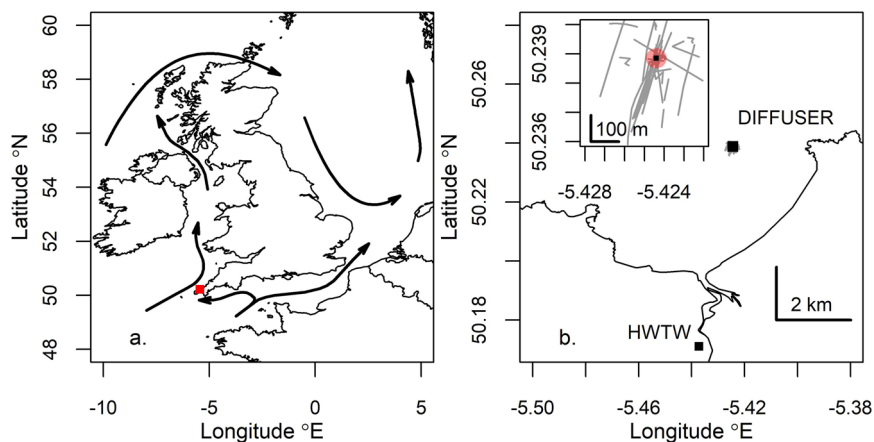 60
58
56
54
52
50
48
Latitude °N
-10
-5
0
5
Longitude °E
a.
50.26
50.22
50.18
Latitude °N
-5.50
-5.46
-5.42
-5.38
Longitude °E
b.
50.239
50.236
-5.428
-5.424
100 m
DIFFUSER
HWTW
2 km